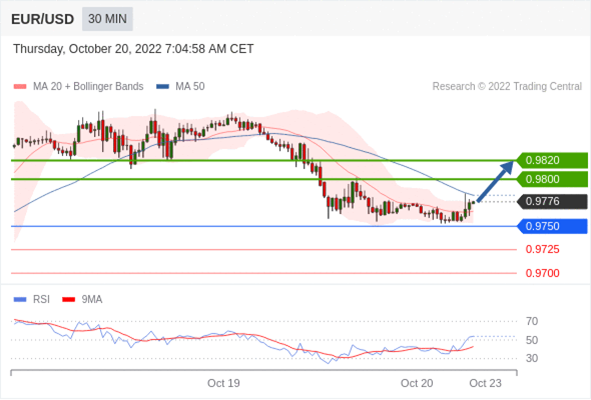 EUR/USD 30 MIN
Thursday, October 20, 2022 7:04:58 AM CET
MA 20 + Bollinger Bands MA 50 Research © 2022 Trading Central
0.9820
0.9800
0.9776
0.9750
0.9725
0.9700
RSI 9MA
70
50
30
Oct 19 Oct 20 Oct 23